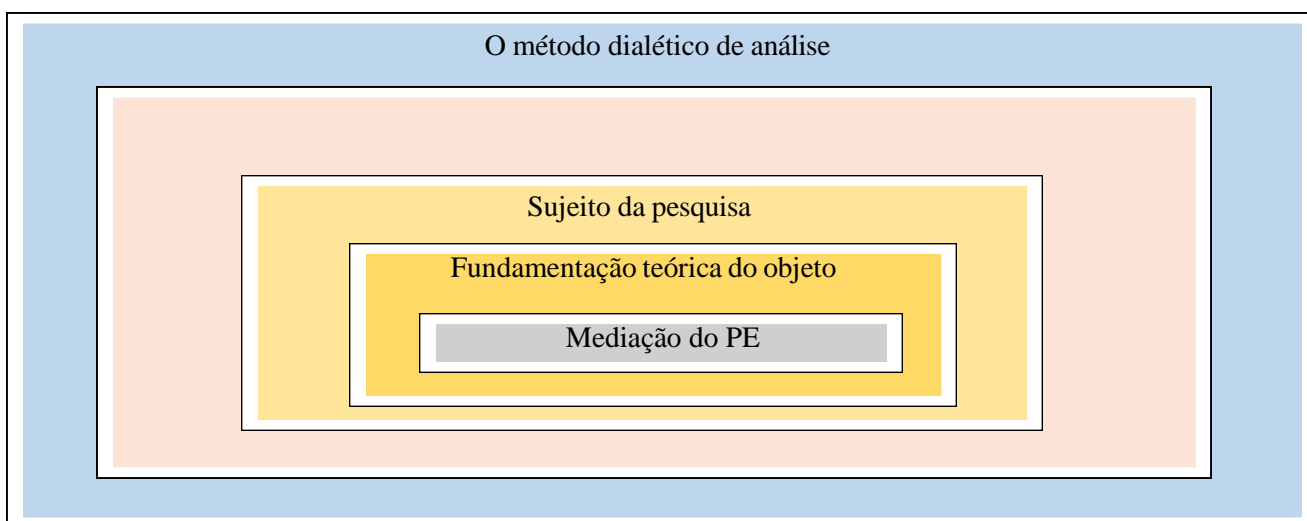 O método dialético de análise
Sujeito da pesquisa
Fundamentação teórica do objeto
Mediação do PE